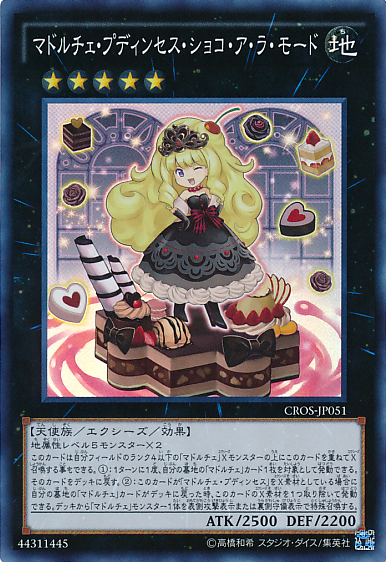 マドルチェ・プディンセス・ショコ・ア・ラ・モード
地
CROS-JP051
【天使族／エクシーズ／効果】
地属性レベル５モンスター×２
このカードは自分フィールドのランク４以下の「マドルチェ」Xモンスターの上にこのカードを重ねてX
召喚する事もできる。①：１ターンに１度、自分の墓地の「マドルチェ」カード１枚を対象として発動できる。
そのカードをデッキに戻す。②：このカードが「マドルチェ・プディンセス」をX素材としている場合に
自分の墓地の「マドルチェ」カードがデッキに戻った時、このカードのX素材を１つ取り除いて発動
できる。デッキから「マドルチェ」モンスター１体を表側攻撃表示または裏側守備表示で特殊召喚する。
ATK/2500 DEF/2200
44311445
©高橋和希 スタジオ・ダイス/集英社